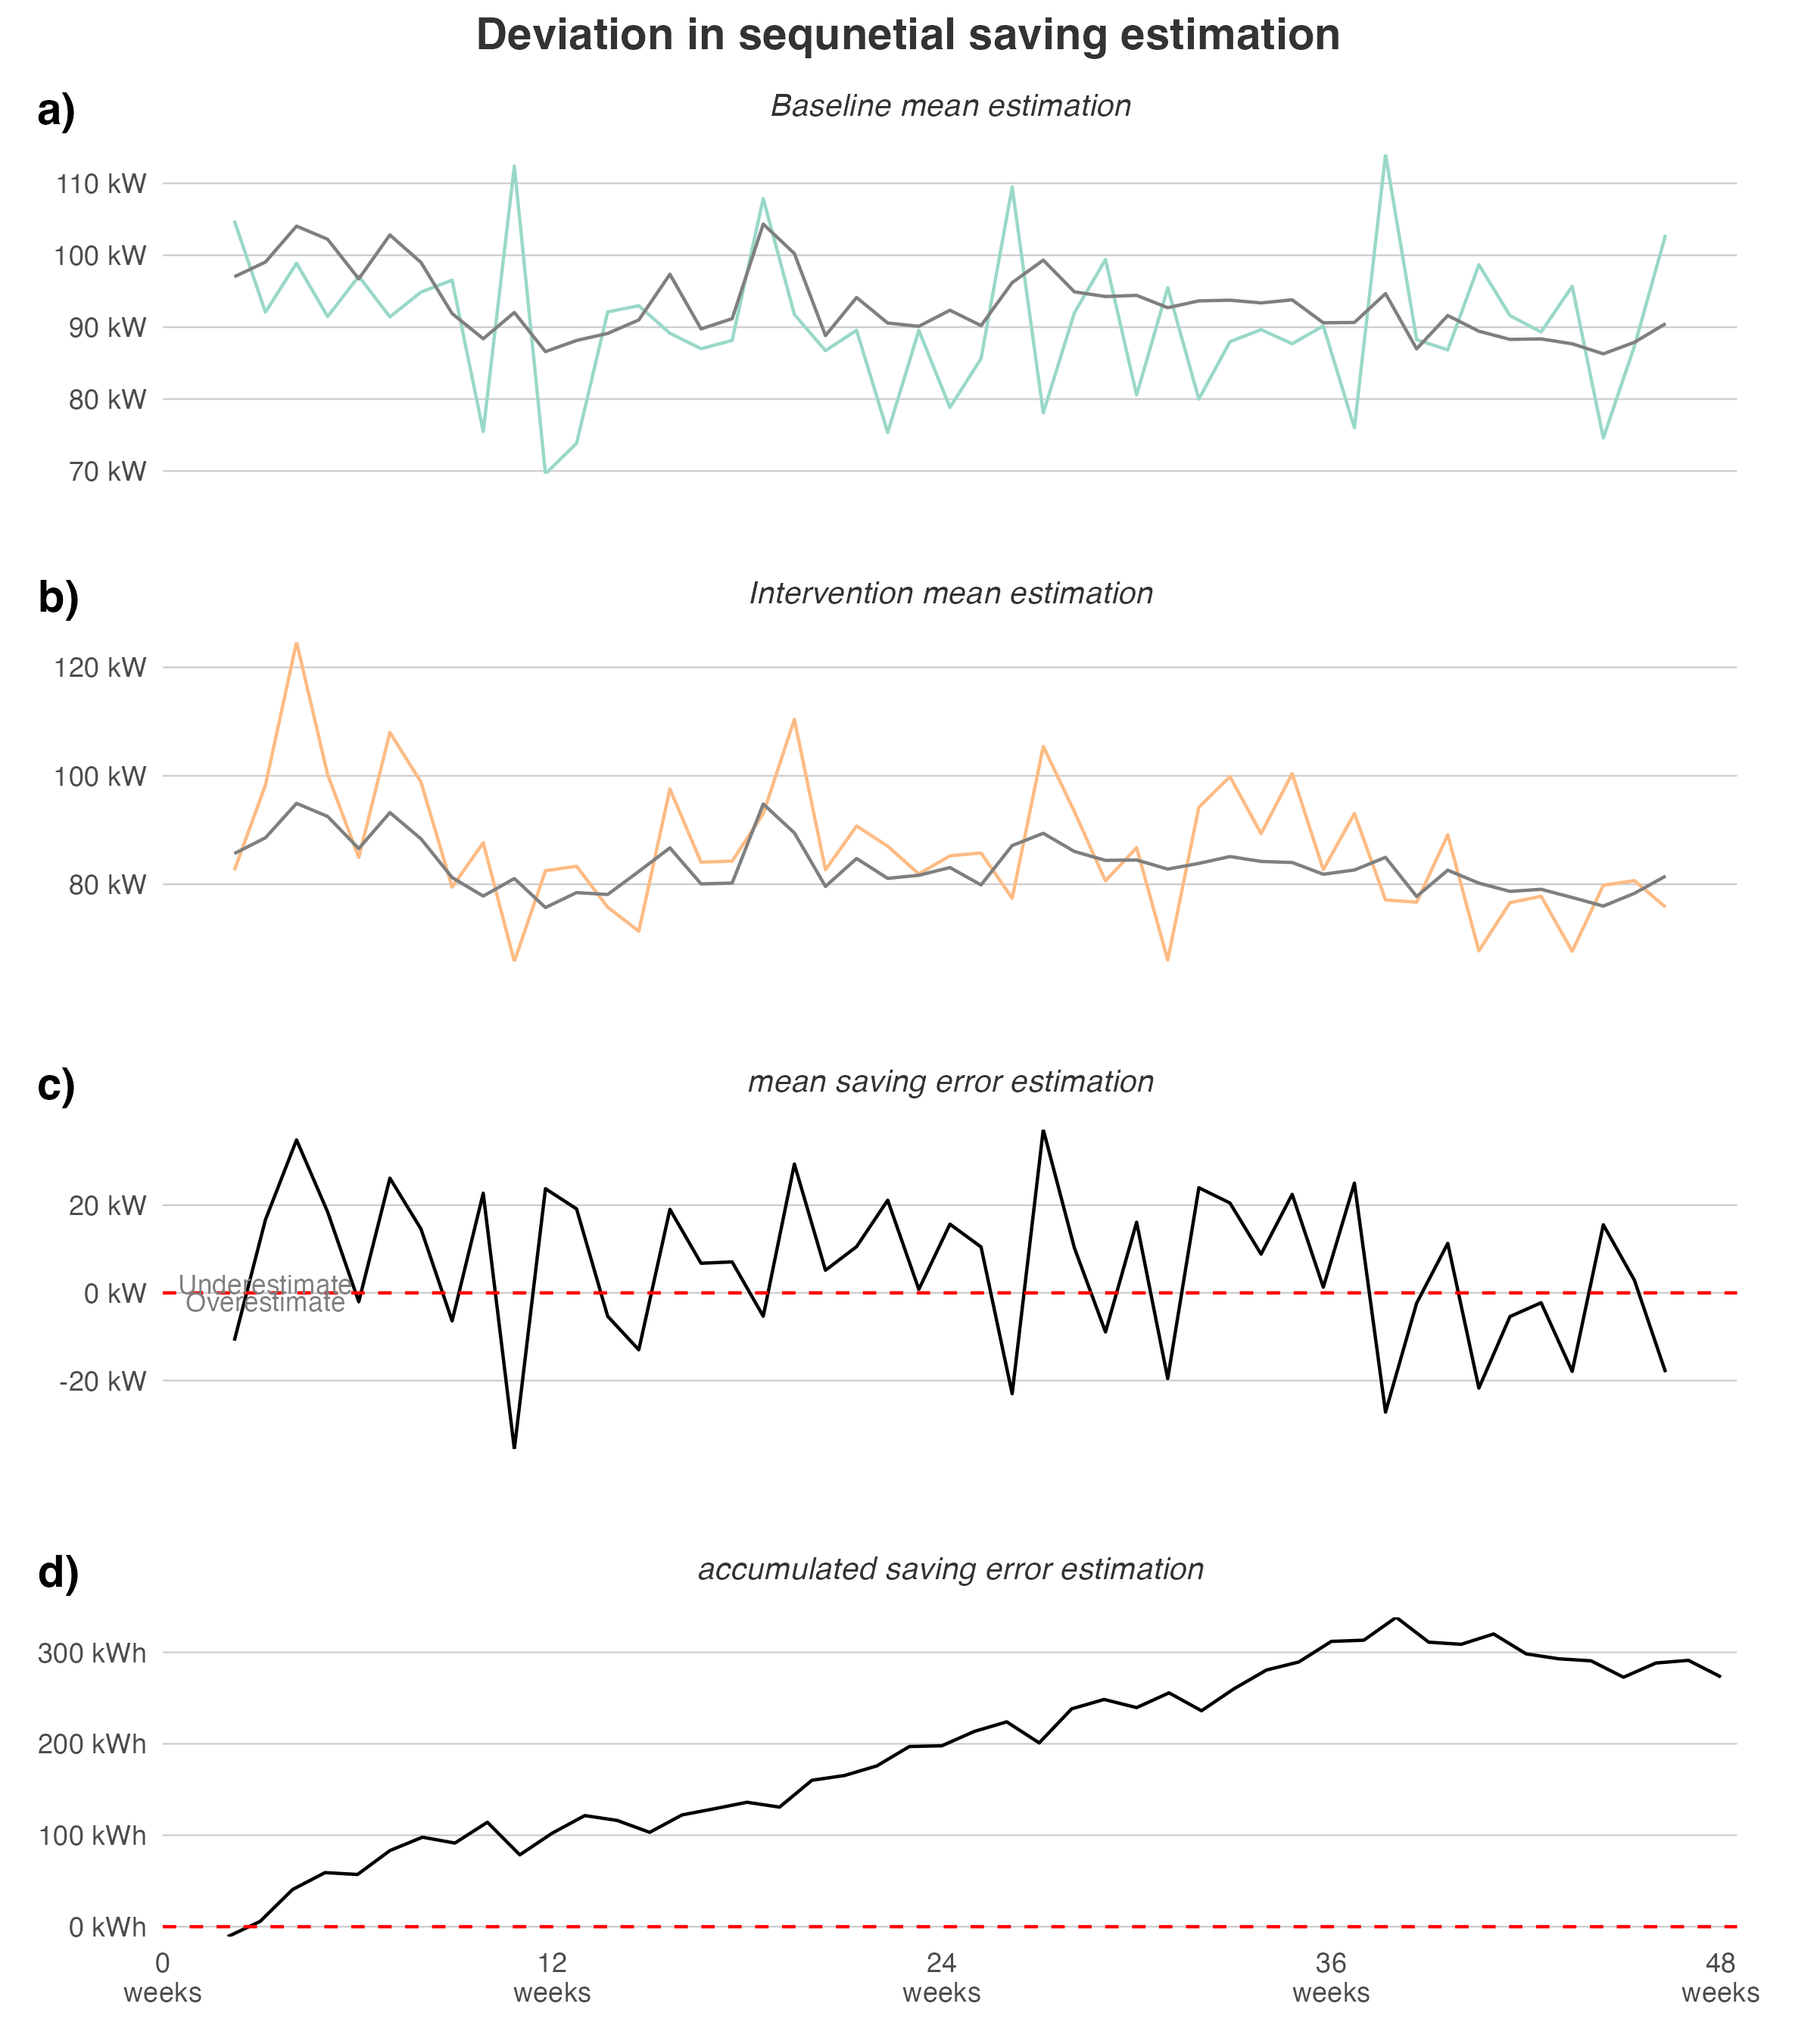 Deviation in sequnetial saving estimation
a)
Baseline mean estimation
110 kW
100 kW
90 kW
80 kW
70 kW
b)
Intervention mean estimation
120 kW
100 kW
80 kW
c)
mean saving error estimation
20 kW
Underestimate
0 kW
Overestimate
-20 kW
d)
accumulated saving error estimation
300 kWh
200 kWh
100 kWh
0 kWh
0 12 24 36 48
weeks weeks weeks weeks weeks